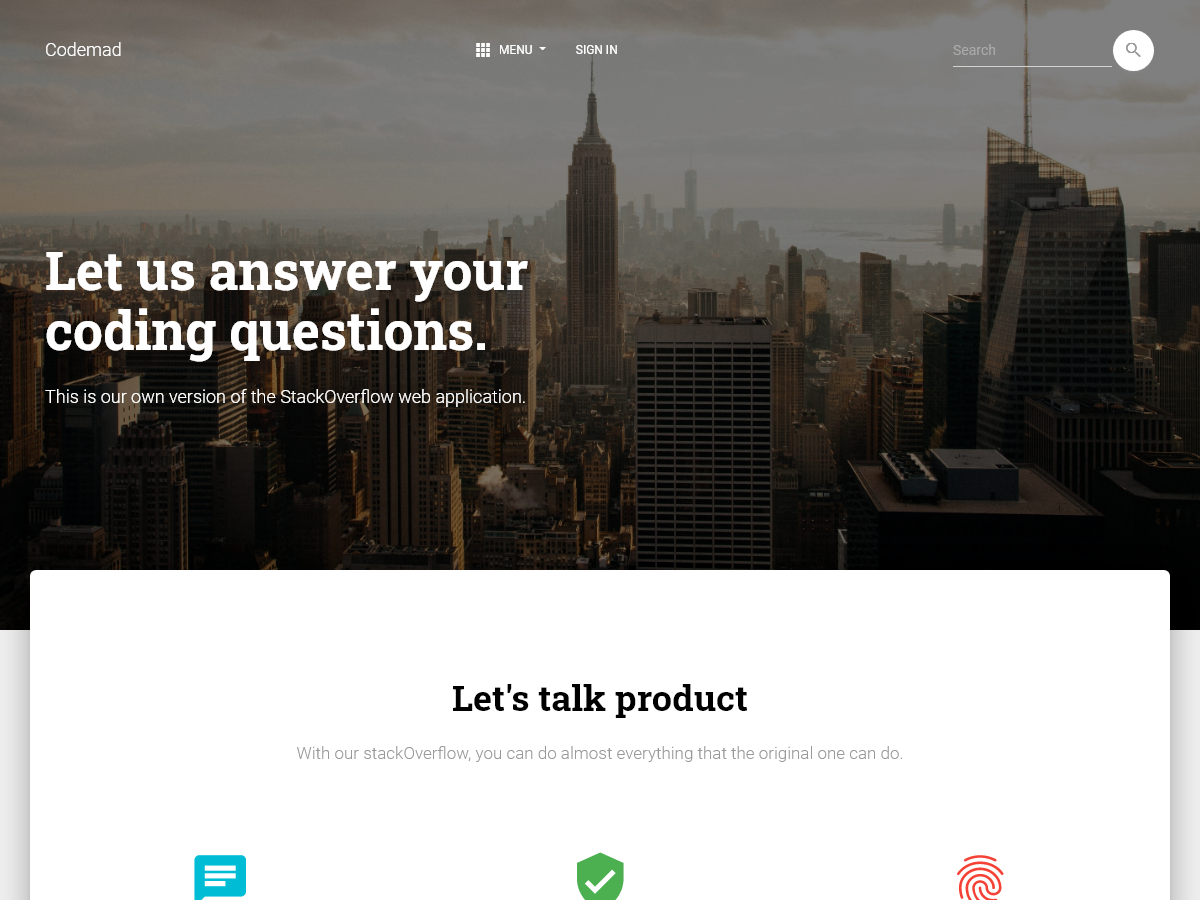 Codemad
MENU
SIGN IN
Search
Let us answer your
coding questions.
This is our own version of the StackOverflow web application.
Let's talk product
With our stackOverflow, you can do almost everything that the original one can do.